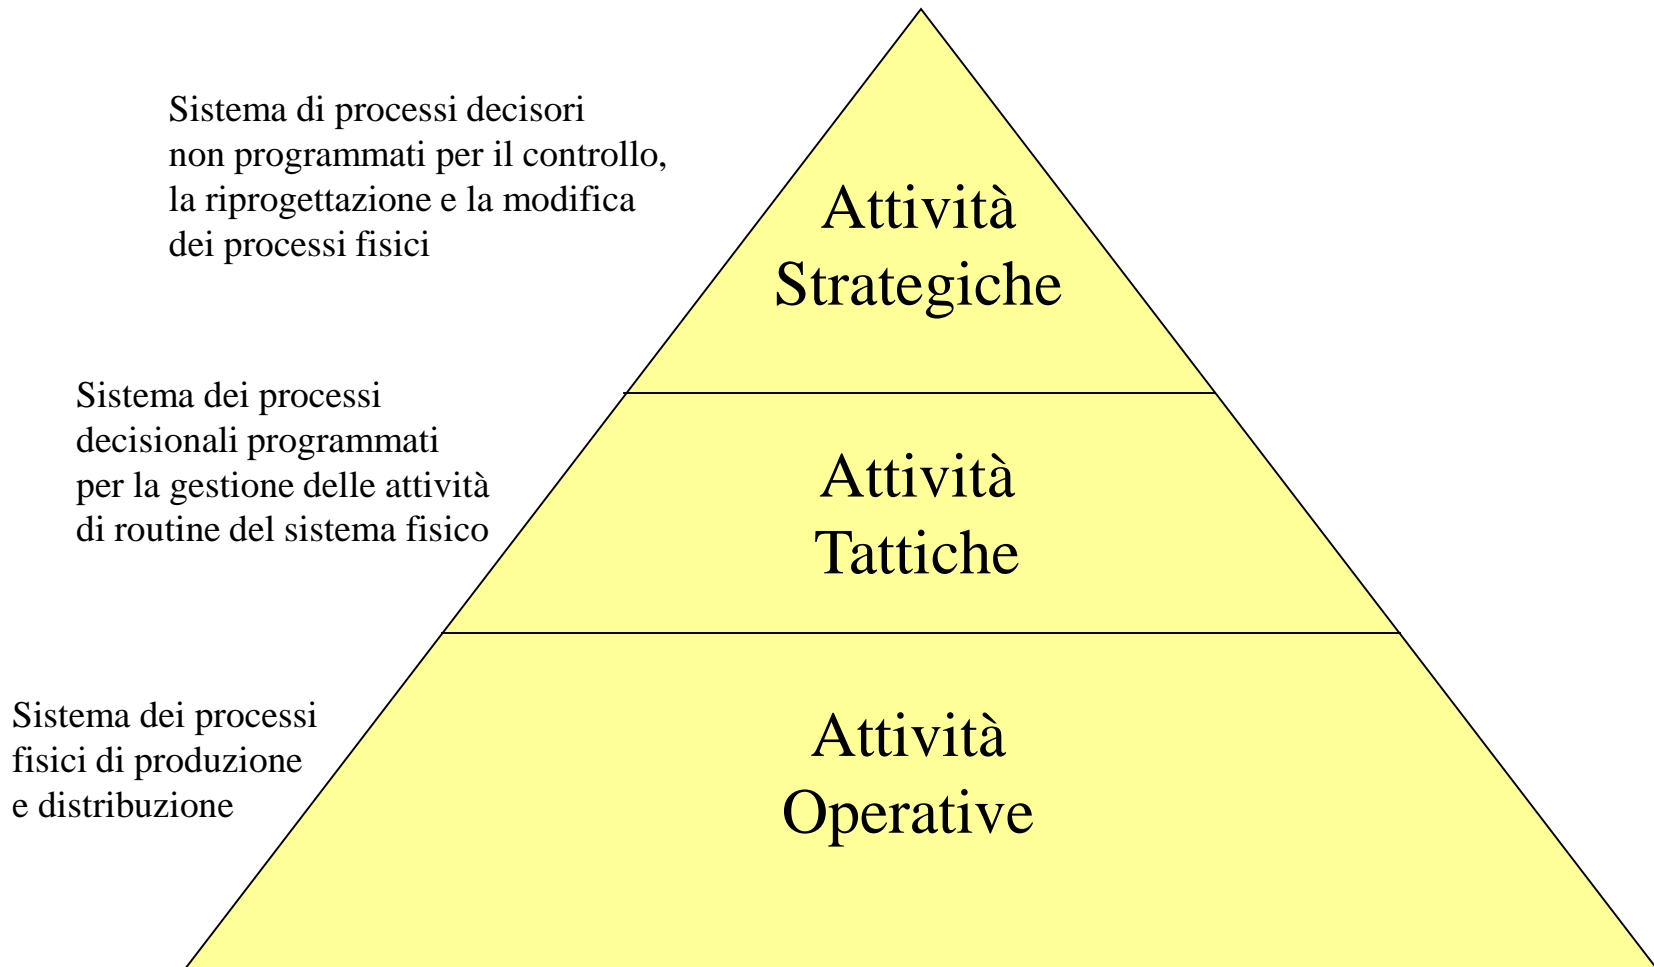 Sistema di processi decisori
non programmati per il controllo,
la riprogettazione e la modifica
dei processi fisici
Attività
Strategiche
Sistema dei processi
decisionali programmati
per la gestione delle attività
di routine del sistema fisico
Attività
Tattiche
Sistema dei processi
fisici di produzione
e distribuzione
Attività
Operative